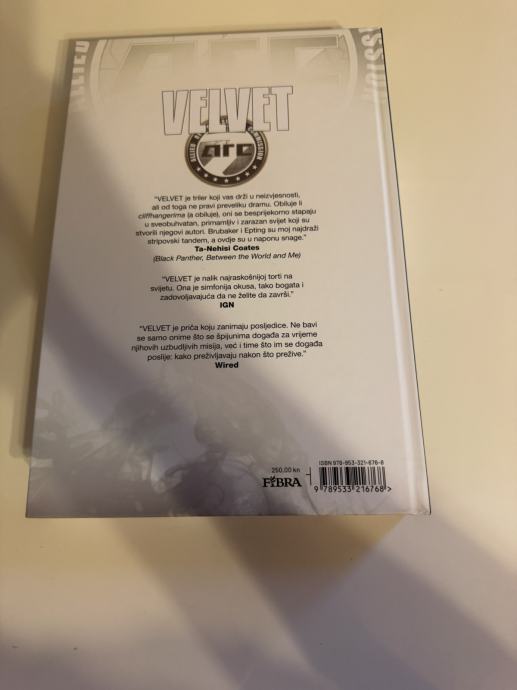 VELVET
arc
"VELVET je triler koji vas drži u neizvjesnosti,
ali od toga ne pravi preveliku dramu. Obiluje li
cliffhangerima (a obiluje), oni se besprijekorno stapaju
u sveobuhvatan, primamljiv i zarazan svijet koji su
stvorili njegovi autori. Brubaker i Epting su moj najdraži
stripovski tandem, a ovdje su u naponu snage."
Ta-Nehisi Coates
(Black Panther, Between the World and Me)
"VELVET je nalik najraskošnijoj torti na
svijetu. Ona je simfonija okusa, tako bogata i
zadovoljavajuća da ne želite da završi."
IGN
"VELVET je priča koju zanimaju posljedice. Ne bavi
se samo onime što se špijunima događa za vrijeme
njihovih uzbudljivih misija, već i time što im se događa
poslije: kako preživljavaju nakon što prežive."
Wired
250,00 kn
FIBRA
ISBN 978-953-321-676-8
9 789533 216768 >